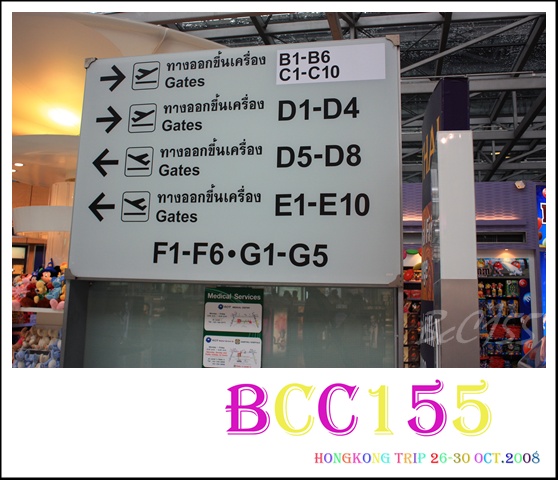 ทางออกขึ้นเครื่อง B1-B6
Gates C1-C10
ทางออกขึ้นเครื่อง
Gates D1-D4
ทางออกขึ้นเครื่อง
Gates D5-D8
ทางออกขึ้นเครื่อง
Gates E1-E10
F1-F6•G1-G5
Medical Services
BCC155
BCC155
HONGKONG TRIP 26-30 OCT.2008